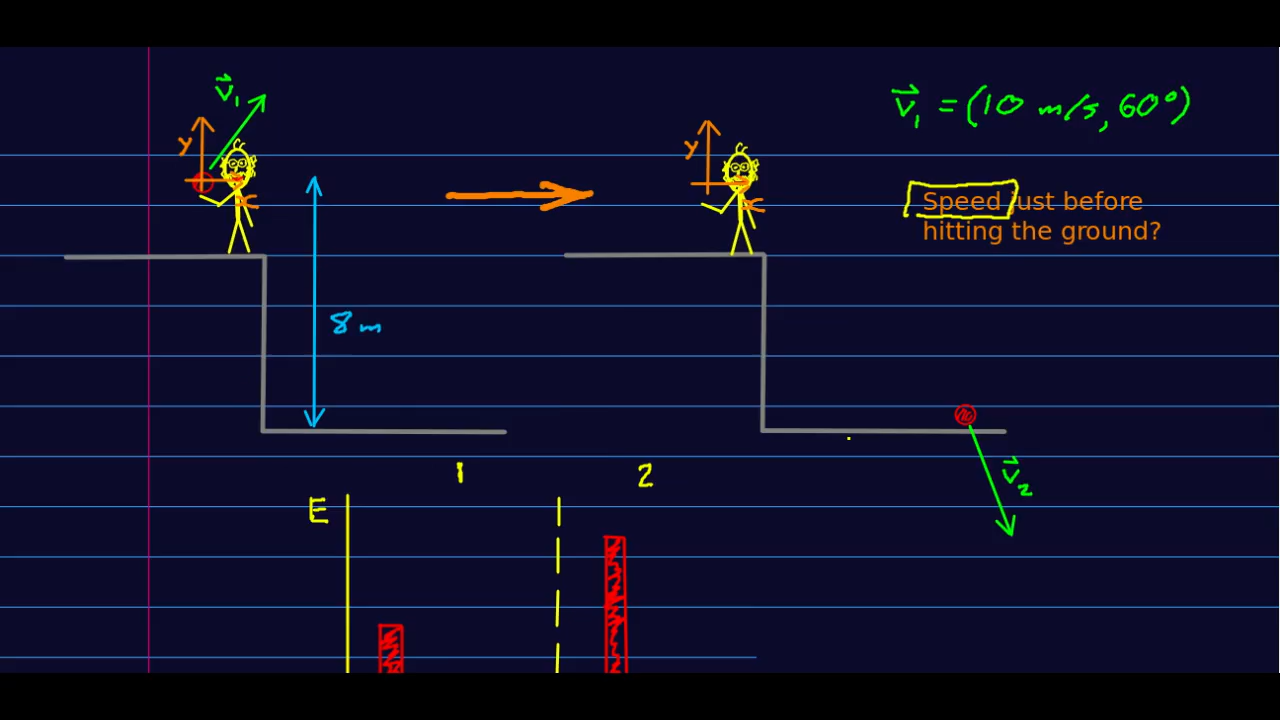 v⃗₁
v⃗₁ = (10 m/s, 60°)
y
x
y
x
Speed just before
hitting the ground?
8 m
1
2
v⃗₂
E